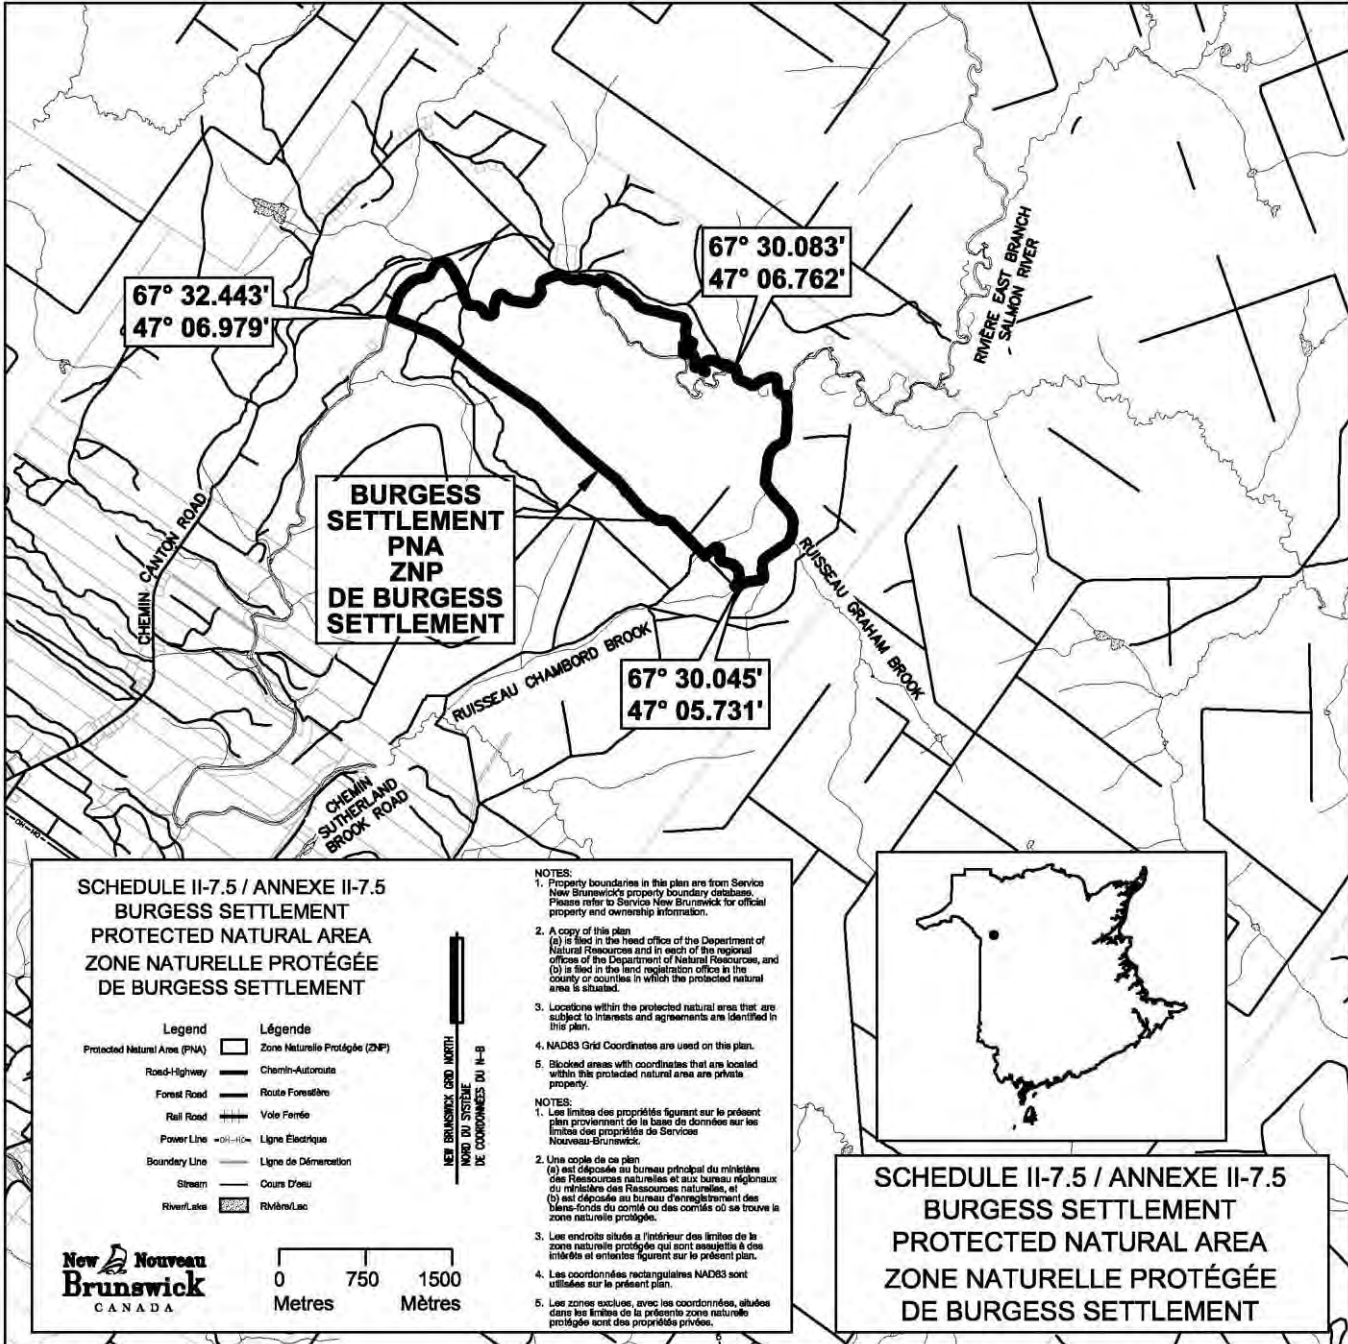 67° 30.083'
47° 06.762'
67° 32.443'
47° 06.979'
RIVIÈRE EAST BRANCH
SALMON RIVER
BURGESS
SETTLEMENT
PNA
ZNP
DE BURGESS
SETTLEMENT
CHEMIN CANTON ROAD
RUISSEAU GRAHAM BROOK
RUISSEAU CHAMBORD BROOK
67° 30.045'
47° 05.731'
CHEMIN
SUTHERLAND
BROOK ROAD
SCHEDULE II-7.5 / ANNEXE II-7.5
BURGESS SETTLEMENT
PROTECTED NATURAL AREA
ZONE NATURELLE PROTÉGÉE
DE BURGESS SETTLEMENT
Legend Légende
Protected Natural Area (PNA) Zone Naturelle Protégée (ZNP)
Road-Highway Chemin-Autoroute
Forest Road Route Forestière
Rail Road Voie Ferrée
Power Line Ligne Électrique
Boundary Line Ligne de Démarcation
Stream Cours D'eau
River/Lake Rivière/Lac
NEW BRUNSWICK GRID NORTH
NORD DU SYSTÈME
DE COORDONNÉES DU N-B
New Nouveau
Brunswick
CANADA
0 750 1500
Metres Mètres
NOTES:
1. Property boundaries in this plan are from Service
New Brunswick's property boundary database.
Please refer to Service New Brunswick for official
property and ownership information.
2. A copy of this plan
(a) is filed in the head office of the Department of
Natural Resources and in each of the regional
offices of the Department of Natural Resources, and
(b) is filed in the land registration office in the
county or counties in which the protected natural
area is situated.
3. Locations within the protected natural area that are
subject to interests and agreements are identified in
this plan.
4. NAD83 Grid Coordinates are used on this plan.
5. Blocked areas with coordinates that are located
within this protected natural area are private
property.
NOTES:
1. Les limites des propriétés figurant sur le présent
plan proviennent de la base de données sur les
limites des propriétés de Services
Nouveau-Brunswick.
2. Une copie de ce plan
(a) est déposée au bureau principal du ministère
des Ressources naturelles et aux bureau régionaux
du ministère des Ressources naturelles, et
(b) est déposée au bureau d'enregistrement des
biens-fonds du comté ou des comtés où se trouve la
zone naturelle protégée.
3. Les endroits situés a l'intérieur des limites de la
zone naturelle protégée qui sont assujettis à des
intérêts et ententes figurent sur le présent plan.
4. Les coordonnées rectangulaires NAD83 sont
utilisées sur le présent plan.
5. Les zones exclues, avec les coordonnées, situées
dans les limites de la présente zone naturelle
protégée sont des propriétés privées.
SCHEDULE II-7.5 / ANNEXE II-7.5
BURGESS SETTLEMENT
PROTECTED NATURAL AREA
ZONE NATURELLE PROTÉGÉE
DE BURGESS SETTLEMENT